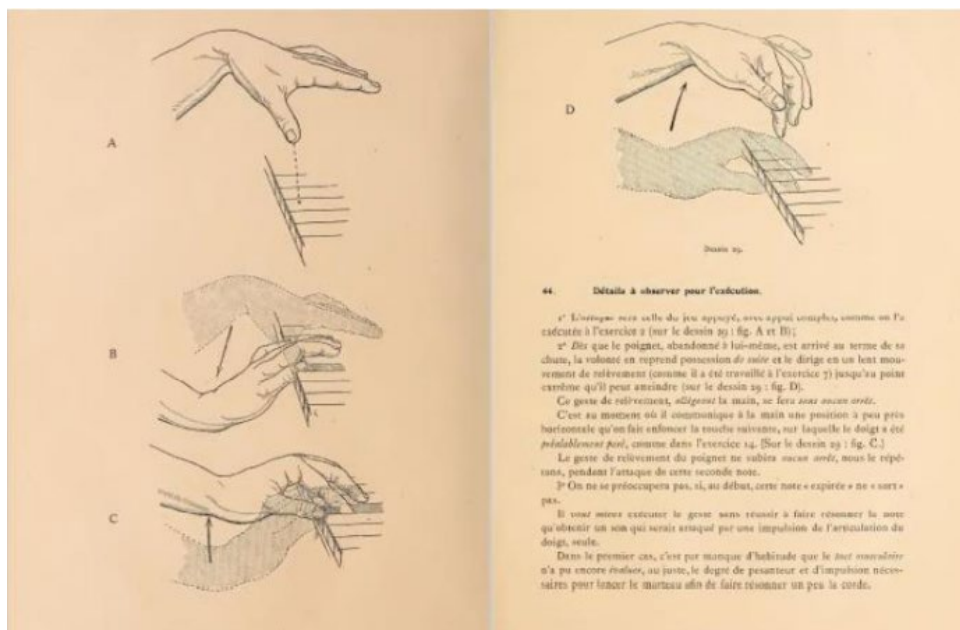 A
B
C
D
Dessin 29.
44. Détails à observer pour l'exécution.
1° L'attaque sera celle du jeu appuyé, avec appui complet, comme on l'a
exécutée à l'exercice 2 (sur le dessin 29 : fig. A et B) ;
2° Dès que le poignet, abandonné à lui-même, est arrivé au terme de sa
chute, la volonté en reprend possession de suite et le dirige en un lent mou-
vement de relèvement (comme il a été travaillé à l'exercice 7) jusqu'au point
extrême qu'il peut atteindre (sur le dessin 29 : fig. D).
Ce geste de relèvement, allégeant la main, se fera sans aucun arrêt.
C'est au moment où il communique à la main une position à peu près
horizontale qu'on fait enfoncer la touche suivante, sur laquelle le doigt a été
préalablement posé, comme dans l'exercice 14. (Sur le dessin 29 : fig. C.)
Le geste de relèvement du poignet ne subira aucun arrêt, nous le répé-
tons, pendant l'attaque de cette seconde note.
3° On ne se préoccupera pas, si, au début, cette note « expirée » ne « sort »
pas.
Il vaut mieux exécuter le geste sans réussir à faire résonner la note
qu'obtenir un son qui serait attaqué par une impulsion de l'articulation du
doigt, seule.
Dans le premier cas, c'est par manque d'habitude que le tact musculaire
n'a pu encore évaluer, au juste, le degré de pesanteur et d'impulsion néces-
saires pour lancer le marteau afin de faire résonner un peu la corde.